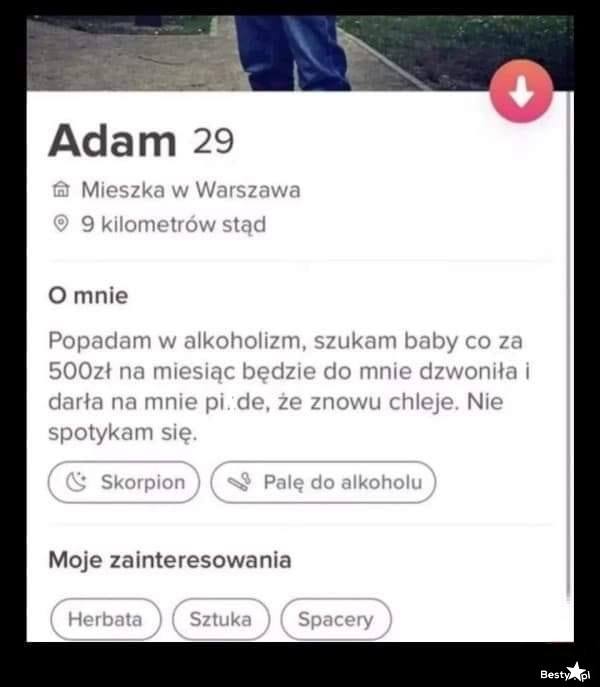 Adam 29
Mieszka w Warszawa
9 kilometrów stąd
O mnie
Popadam w alkoholizm, szukam baby co za
500zł na miesiąc będzie do mnie dzwoniła i
darła na mnie pi.:de, że znowu chleje. Nie
spotykam się.
Skorpion
Palę do alkoholu
Moje zainteresowania
Herbata
Sztuka
Spacery